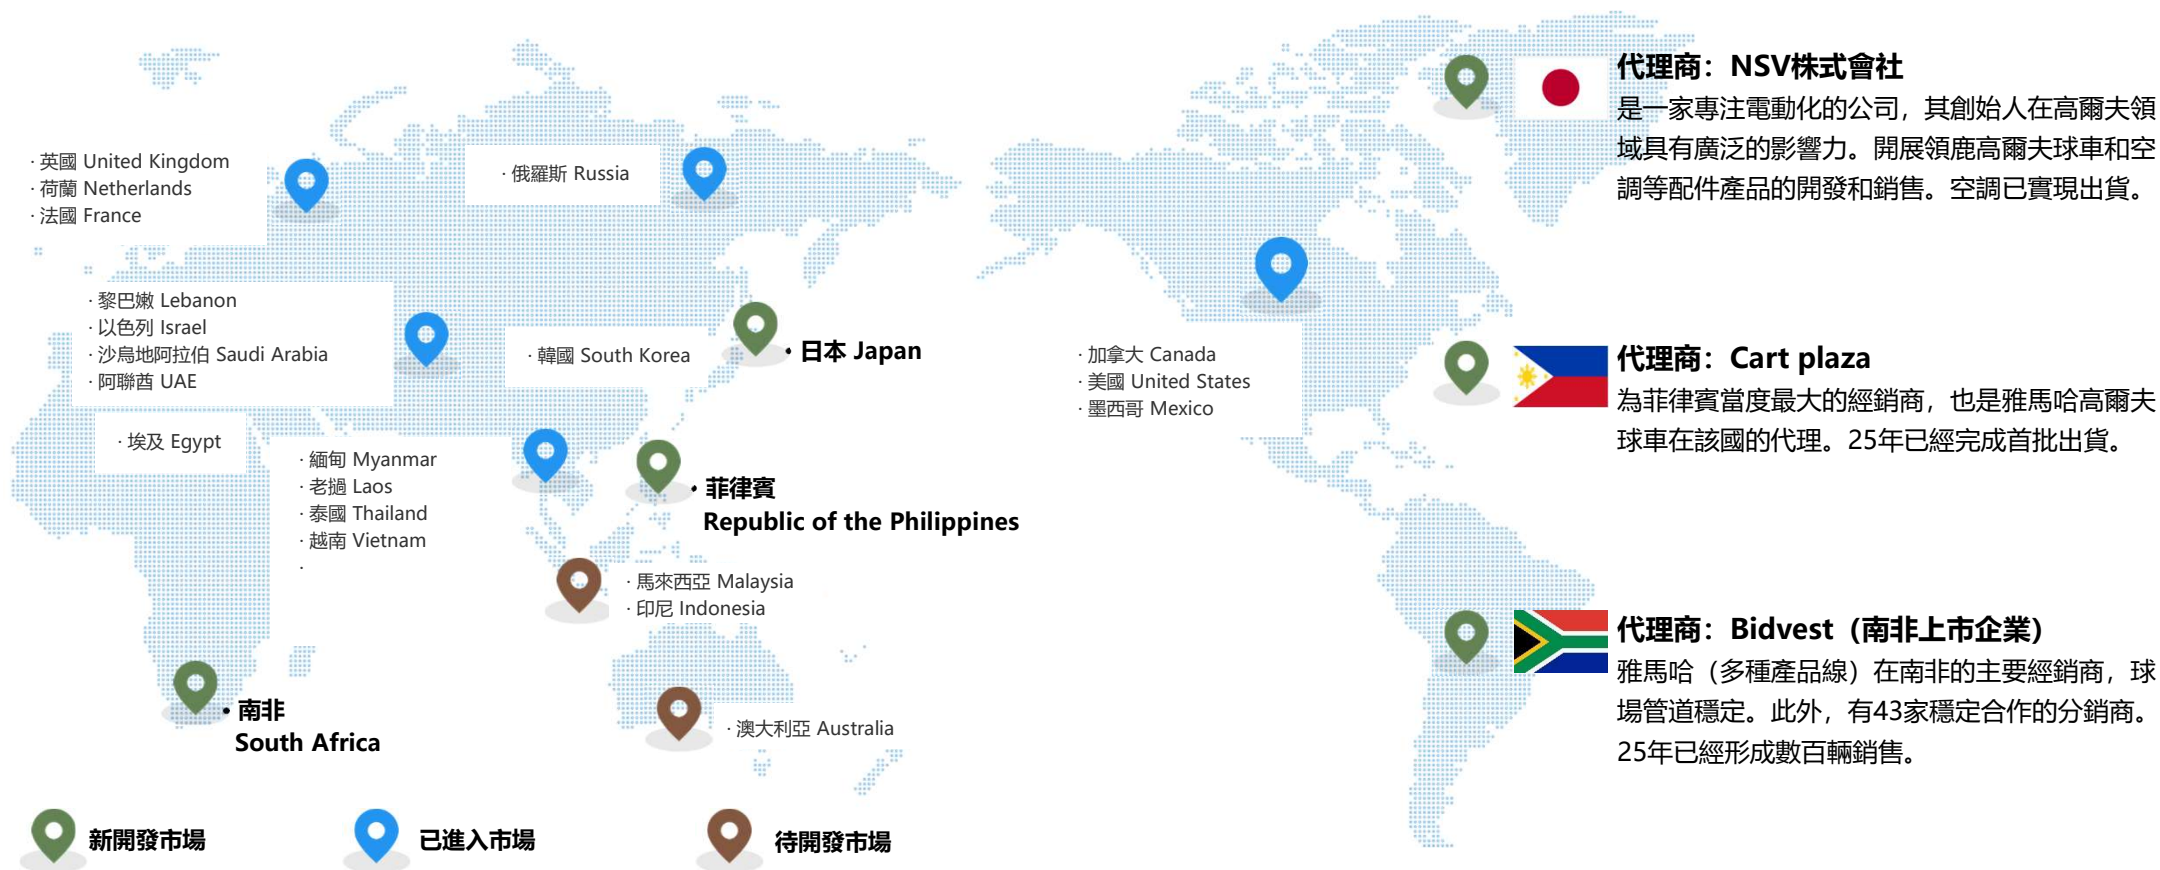 · 英國 United Kingdom
· 荷蘭 Netherlands
· 法國 France
· 俄羅斯 Russia
· 黎巴嫩 Lebanon
· 以色列 Israel
· 沙烏地阿拉伯 Saudi Arabia
· 阿聯酋 UAE
· 韓國 South Korea
· 日本 Japan
· 埃及 Egypt
· 緬甸 Myanmar
· 老撾 Laos
· 泰國 Thailand
· 越南 Vietnam
·
· 菲律賓
Republic of the Philippines
· 馬來西亞 Malaysia
· 印尼 Indonesia
· 南非
South Africa
· 澳大利亞 Australia
· 加拿大 Canada
· 美國 United States
· 墨西哥 Mexico
代理商：NSV株式會社
是一家專注電動化的公司，其創始人在高爾夫領
域具有廣泛的影響力。開展領鹿高爾夫球車和空
調等配件產品的開發和銷售。空調已實現出貨。
代理商：Cart plaza
為菲律賓當度最大的經銷商，也是雅馬哈高爾夫
球車在該國的代理。25年已經完成首批出貨。
代理商：Bidvest（南非上市企業）
雅馬哈（多種產品線）在南非的主要經銷商，球
場管道穩定。此外，有43家穩定合作的分銷商。
25年已經形成數百輛銷售。
新開發市場
已進入市場
待開發市場